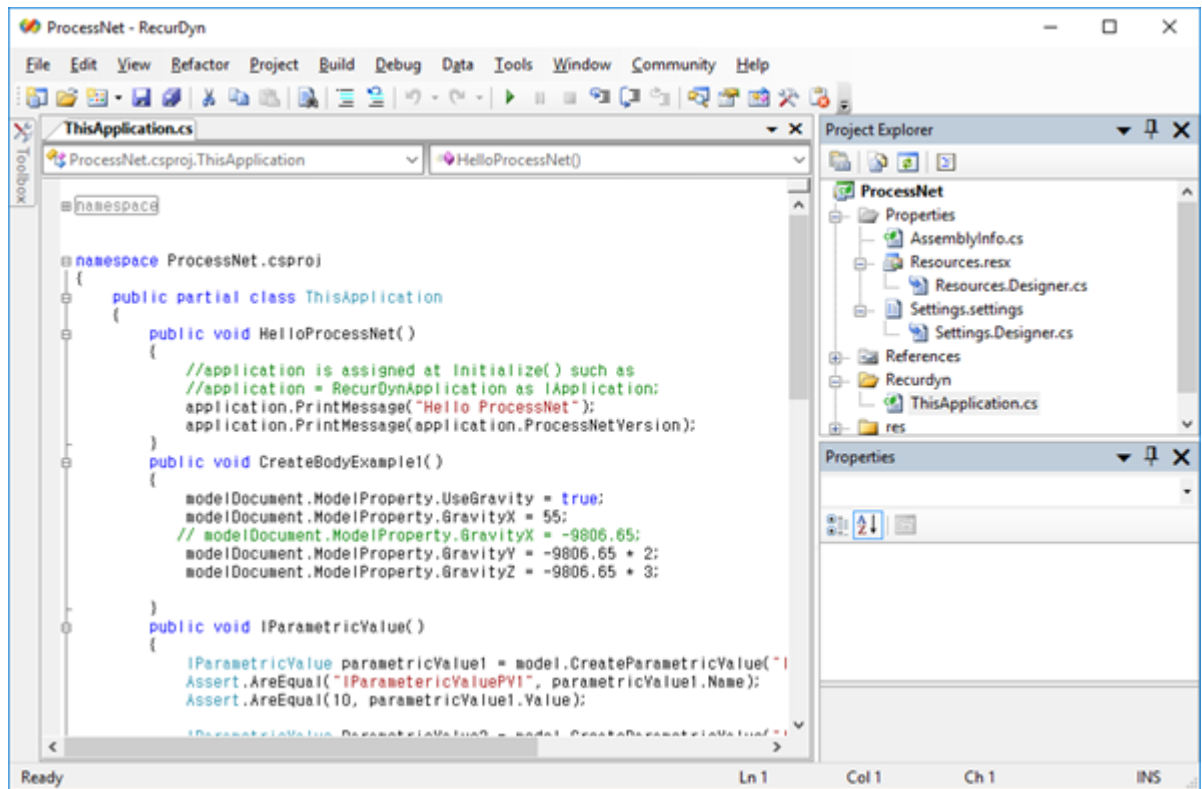 ProcessNet - RecurDyn
File Edit View Refactor Project Build Debug Data Tools Window Community Help
Toolbox
ThisApplication.cs
ProcessNet.csproj.ThisApplication
HelloProcessNet()
namespace
namespace ProcessNet.csproj
{
public partial class ThisApplication
{
public void HelloProcessNet()
{
//application is assigned at Initialize() such as
//application = RecurDynApplication as IApplication;
application.PrintMessage("Hello ProcessNet");
application.PrintMessage(application.ProcessNetVersion);
}
public void CreateBodyExample1()
{
modelDocument.ModelProperty.UseGravity = true;
modelDocument.ModelProperty.GravityX = 55;
// modelDocument.ModelProperty.GravityX = -9806.65;
modelDocument.ModelProperty.GravityY = -9806.65 * 2;
modelDocument.ModelProperty.GravityZ = -9806.65 * 3;
}
public void IParametricValue()
{
IParametricValue parametricValue1 = model.CreateParametricValue("I
Assert.AreEqual("IParametericValuePV1", parametricValue1.Name);
Assert.AreEqual(10, parametricValue1.Value);
Project Explorer
ProcessNet
Properties
AssemblyInfo.cs
Resources.resx
Resources.Designer.cs
Settings.settings
Settings.Designer.cs
References
Recurdyn
ThisApplication.cs
res
Properties
Ready
Ln 1
Col 1
Ch 1
INS